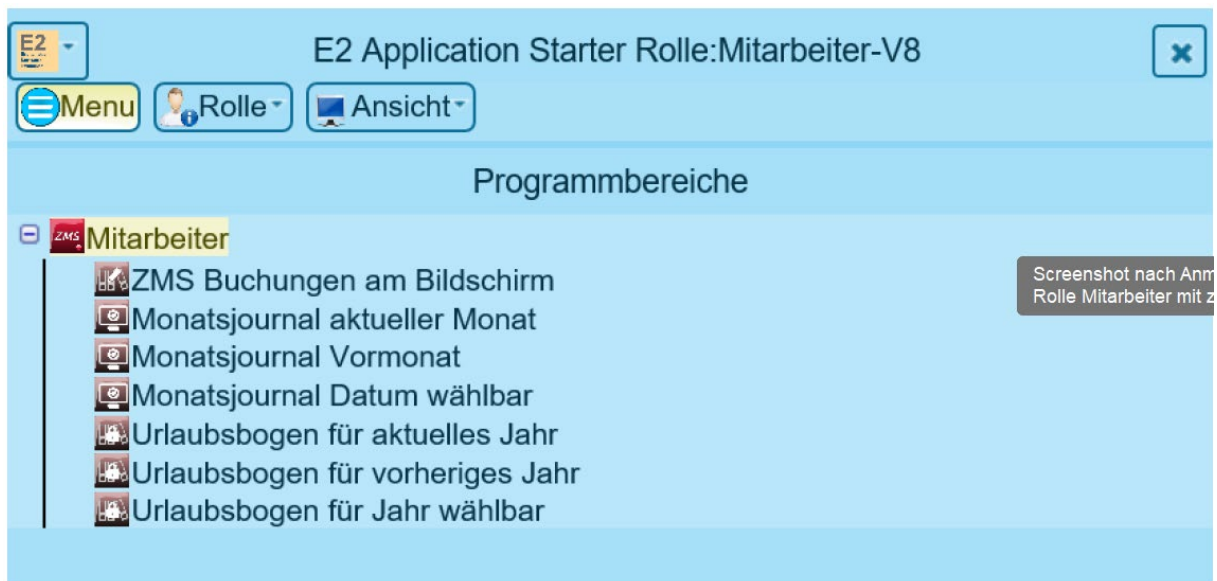 E2
E2 Application Starter Rolle:Mitarbeiter-V8
Menu Rolle Ansicht
Programmbereiche
ZMS Mitarbeiter
ZMS Buchungen am Bildschirm
Monatsjournal aktueller Monat
Monatsjournal Vormonat
Monatsjournal Datum wählbar
Urlaubsbogen für aktuelles Jahr
Urlaubsbogen für vorheriges Jahr
Urlaubsbogen für Jahr wählbar
Screenshot nach Anm
Rolle Mitarbeiter mit z